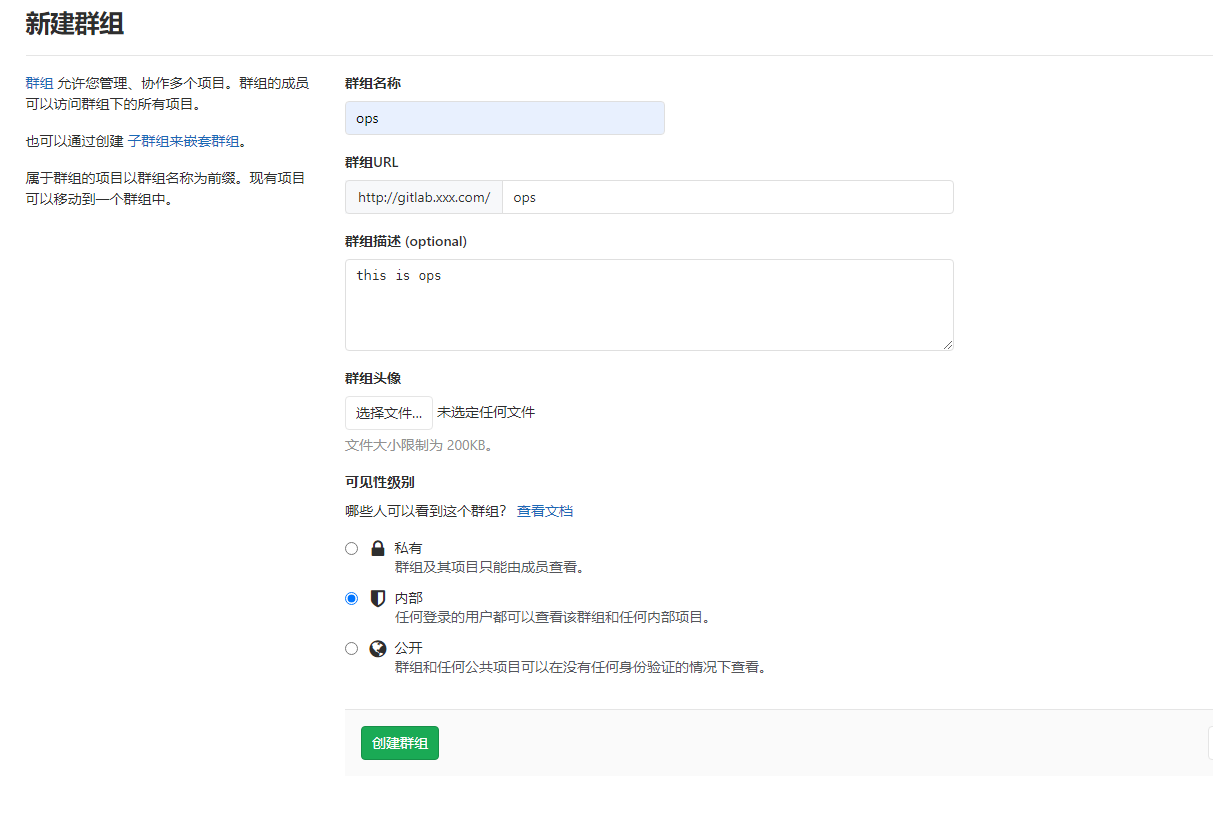 新建群组
群组 允许您管理、协作多个项目。群组的成员
可以访问群组下的所有项目。
也可以通过创建 子群组来嵌套群组。
属于群组的项目以群组名称为前缀。现有项目
可以移动到一个群组中。
群组名称
ops
群组URL
http://gitlab.xxx.com/ ops
群组描述 (optional)
this is ops
群组头像
选择文件... 未选定任何文件
文件大小限制为 200KB。
可见性级别
哪些人可以看到这个群组? 查看文档
私有
群组及其项目只能由成员查看。
内部
任何登录的用户都可以查看该群组和任何内部项目。
公开
群组和任何公共项目可以在没有任何身份验证的情况下查看。
创建群组